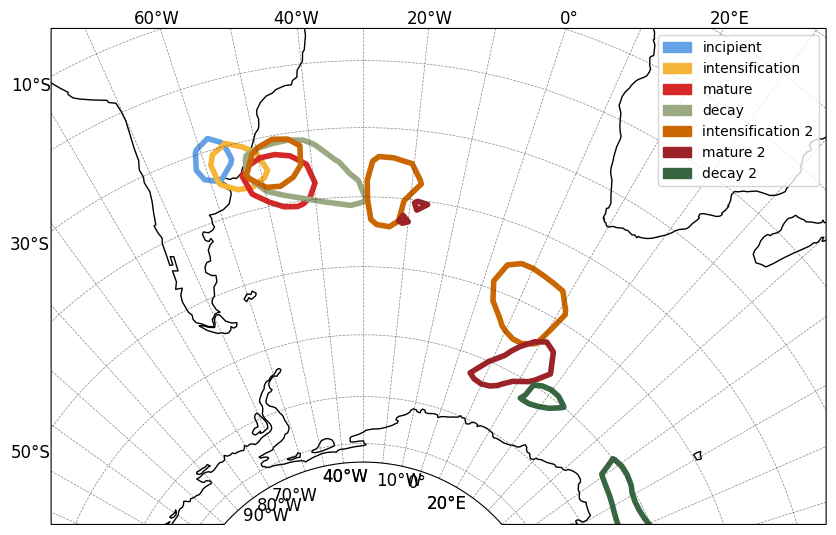 60°W 40°W 20°W 0° 20°E
10°S
30°S
50°S
incipient
intensification
mature
decay
intensification 2
mature 2
decay 2
40°W 10°W 0°
70°W
80°W 20°E
90°W